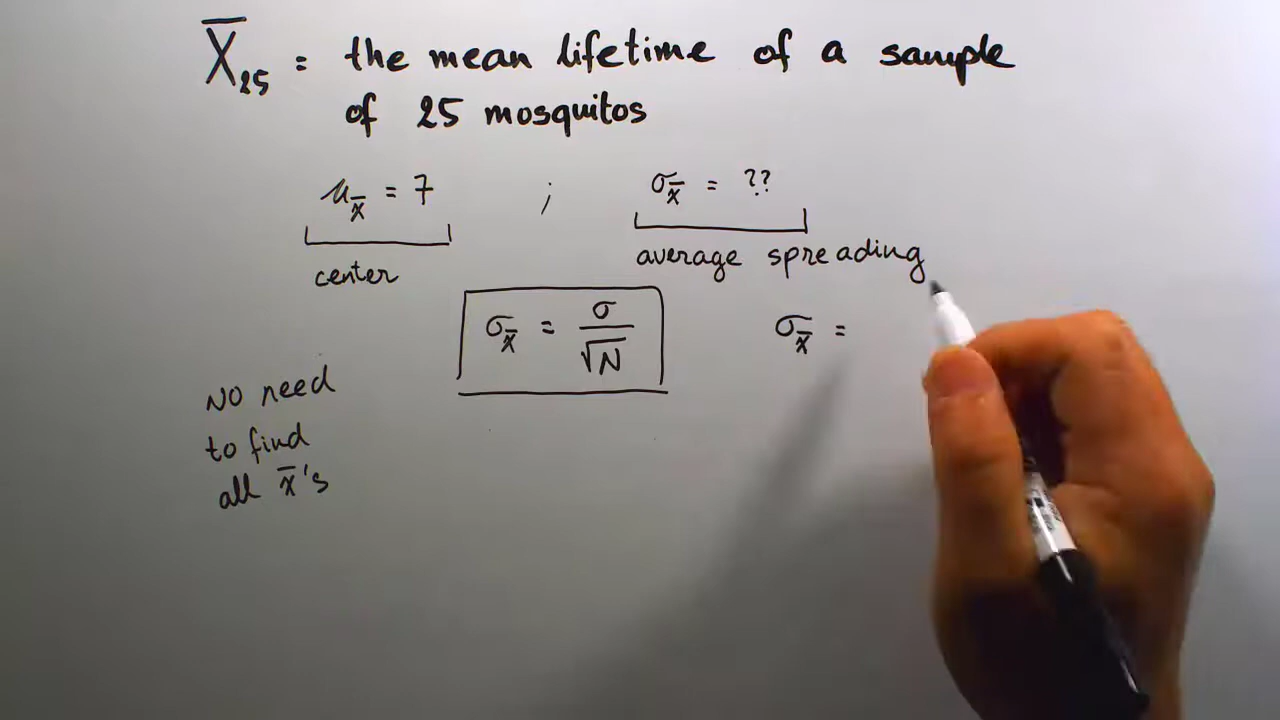 X̅₂₅ = the mean lifetime of a sample
of 25 mosquitos
μx̅ = 7 ; σx̅ = ??
center average spreading
σx̅ = σ/√N σx̅ =
No need
to find
all x̅'s